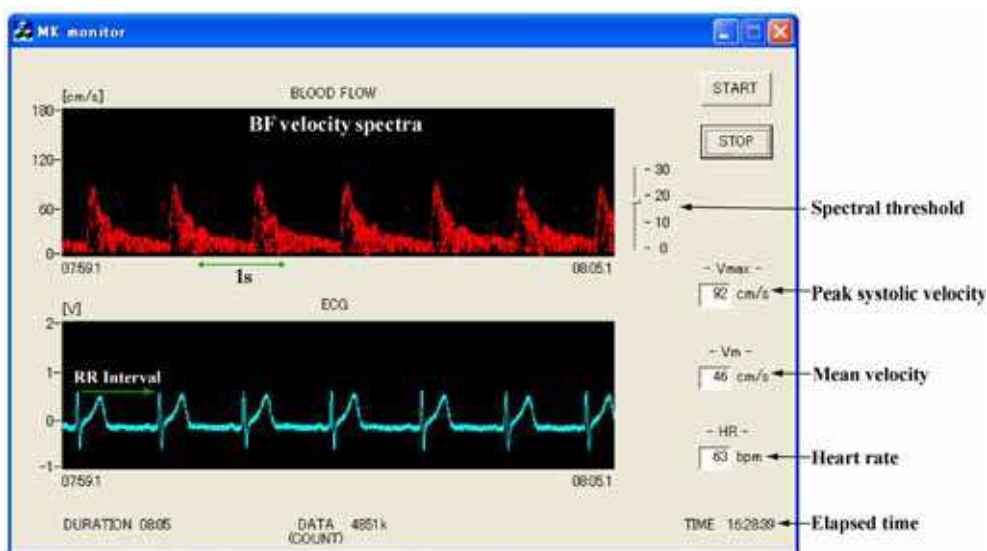 MK monitor
[cm/s]
BLOOD FLOW
START
180
BF velocity spectra
STOP
120
30
60
20
Spectral threshold
10
0
0
07:59.1
1s
08:05.1
- Vmax -
92 cm/s
Peak systolic velocity
[V]
ECG
2
- Vm -
1
RR Interval
46 cm/s
Mean velocity
0
- HR -
-1
63 bpm
Heart rate
07:59.1
08:05.1
DURATION 08:05
DATA 4851k
(COUNT)
TIME 16:28:39
Elapsed time